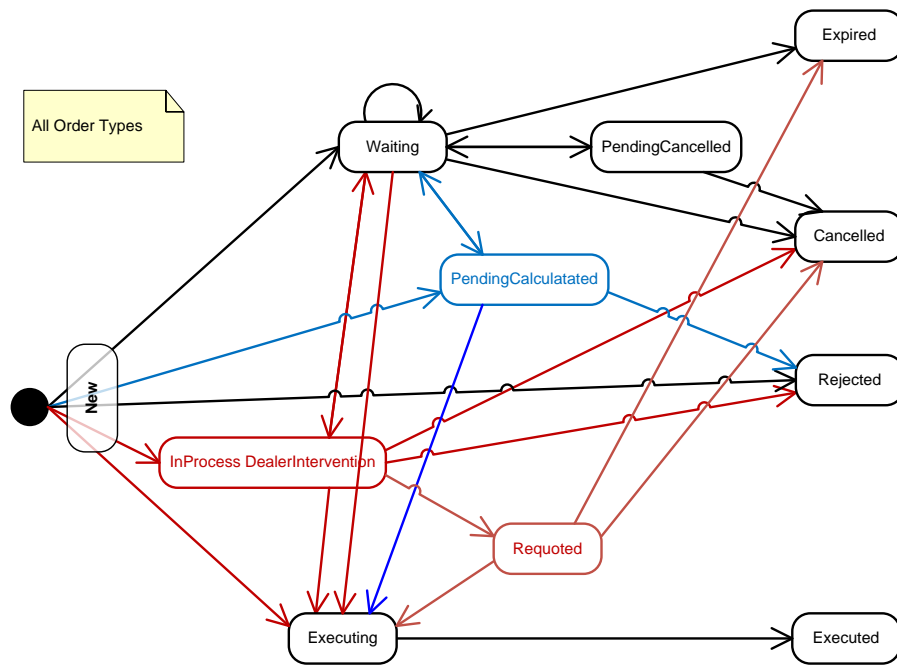 Expired
All Order Types
Waiting
PendingCancelled
Cancelled
PendingCalculatated
Rejected
New
InProcess DealerIntervention
Requoted
Executing
Executed